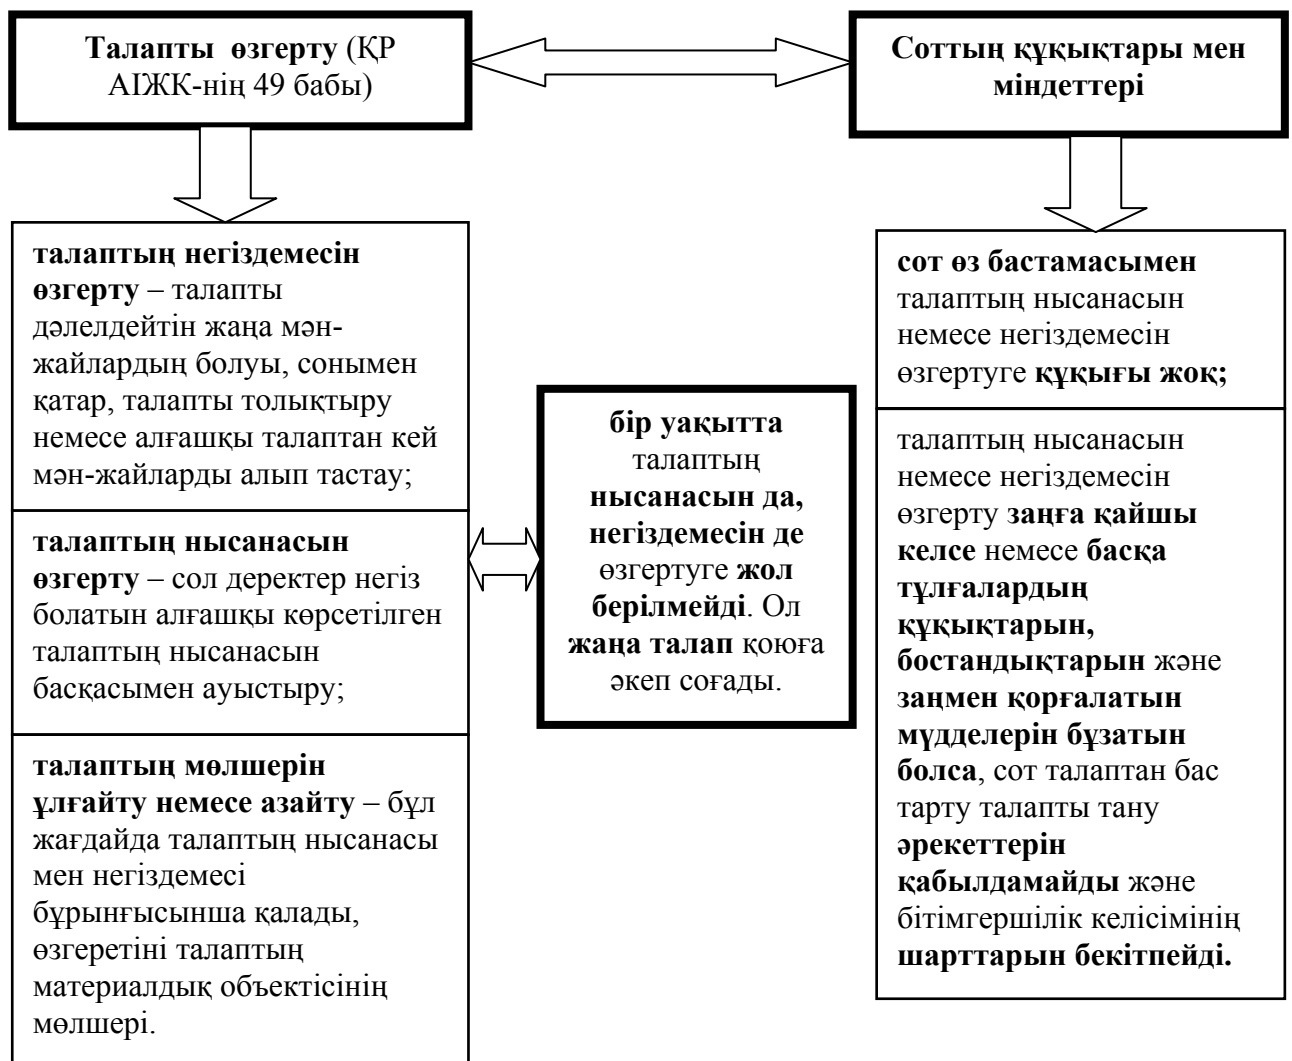 Талапты өзгерту (ҚР
АІЖК-нің 49 бабы)
Соттың құқықтары мен
міндеттері
талаптың негіздемесін
өзгерту – талапты
дәлелдейтін жаңа мән-
жайлардың болуы, сонымен
қатар, талапты толықтыру
немесе алғашқы талаптан кей
мән-жайларды алып тастау;
талаптың нысанасын
өзгерту – сол деректер негіз
болатын алғашқы көрсетілген
талаптың нысанасын
басқасымен ауыстыру;
талаптың мөлшерін
ұлғайту немесе азайту – бұл
жағдайда талаптың нысанасы
мен негіздемесі
бұрынғысынша қалады,
өзгеретіні талаптың
материалдық объектісінің
мөлшері.
бір уақытта
талаптың
нысанасын да,
негіздемесін де
өзгертуге жол
берілмейді. Ол
жаңа талап қоюға
әкеп соғады.
сот өз бастамасымен
талаптың нысанасын
немесе негіздемесін
өзгертуге құқығы жоқ;
талаптың нысанасын
немесе негіздемесін
өзгерту заңға қайшы
келсе немесе басқа
тұлғалардың
құқықтарын,
бостандықтарын және
заңмен қорғалатын
мүдделерін бұзатын
болса, сот талаптан бас
тарту талапты тану
әрекеттерін
қабылдамайды және
бітімгершілік келісімінің
шарттарын бекітпейді.